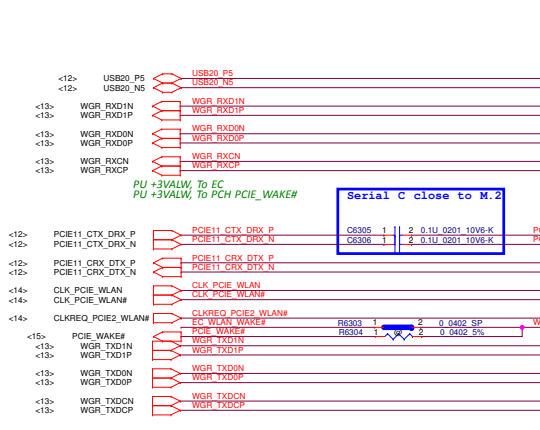 <12> USB20_P5 USB20_P5
<12> USB20_N5 USB20_N5
<13> WGR_RXD1N WGR_RXD1N
<13> WGR_RXD1P WGR_RXD1P
<13> WGR_RXD0N WGR_RXD0N
<13> WGR_RXD0P WGR_RXD0P
<13> WGR_RXCN WGR_RXCN
<13> WGR_RXCP WGR_RXCP
PU +3VALW, To EC
PU +3VALW, To PCH PCIE_WAKE#
Serial C close to M.2
<12> PCIE11_CTX_DRX_P PCIE11_CTX_DRX_P C6305 1 2 0.1U_0201_10V6-K
<12> PCIE11_CTX_DRX_N PCIE11_CTX_DRX_N C6306 1 2 0.1U_0201_10V6-K
<12> PCIE11_CRX_DTX_P PCIE11_CRX_DTX_P
<12> PCIE11_CRX_DTX_N PCIE11_CRX_DTX_N
<14> CLK_PCIE_WLAN CLK_PCIE_WLAN
<14> CLK_PCIE_WLAN# CLK_PCIE_WLAN#
<14> CLKREQ_PCIE2_WLAN# CLKREQ_PCIE2_WLAN#
EC_WLAN_WAKE# R6303 1 2 0_0402_SP W
<15> PCIE_WAKE# PCIE_WAKE# R6304 1 @ 2 0_0402_5%
<13> WGR_TXD1N WGR_TXD1N
<13> WGR_TXD1P WGR_TXD1P
<13> WGR_TXD0N WGR_TXD0N
<13> WGR_TXD0P WGR_TXD0P
<13> WGR_TXDCN WGR_TXDCN
<13> WGR_TXDCP WGR_TXDCP